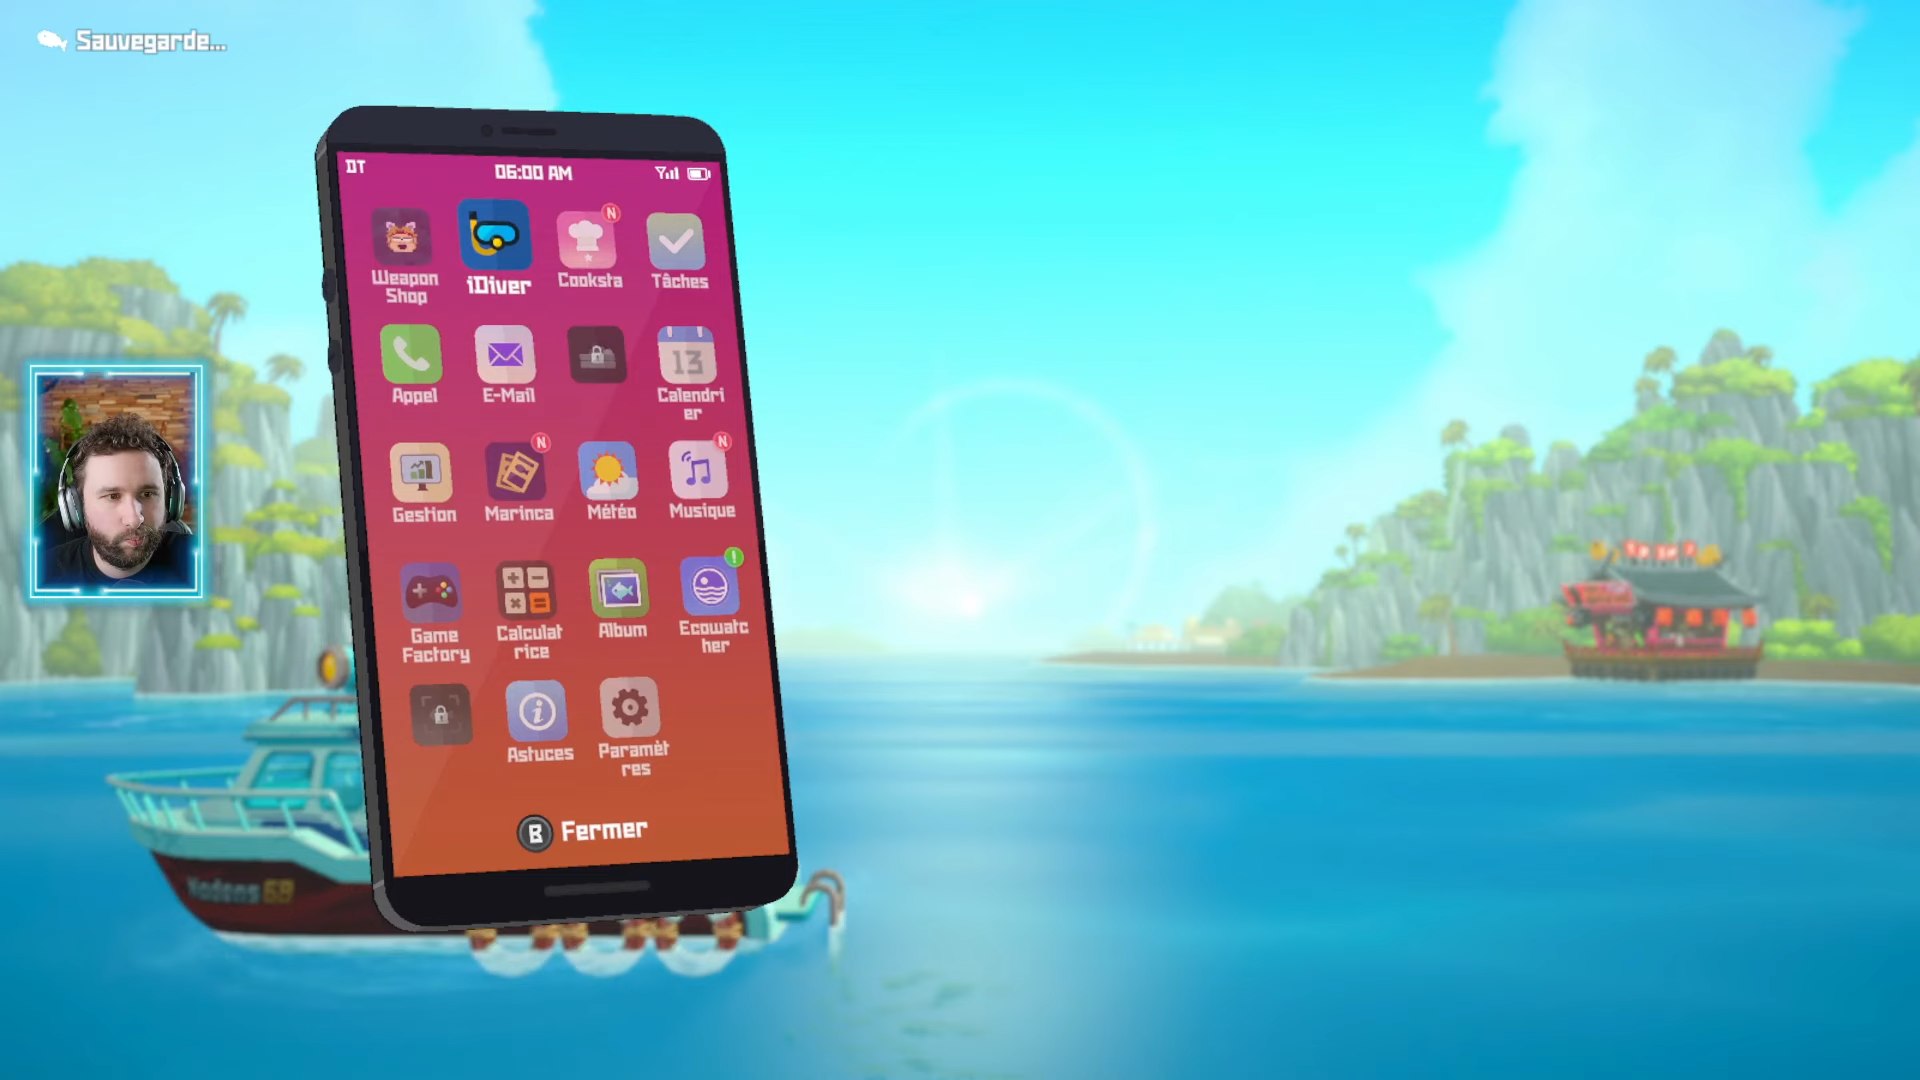 Sauvegarde...
DT
06:00 AM
Weapon
Shop
iDiver
N
Cooksta
Tâches
Appel
E-Mail
13
Calendri
er
Gestion
N
Marinca
Météo
N
Musique
Game
Factory
Calculat
rice
Album
!
Ecowatc
her
i
Astuces
Paramèt
res
B Fermer
69